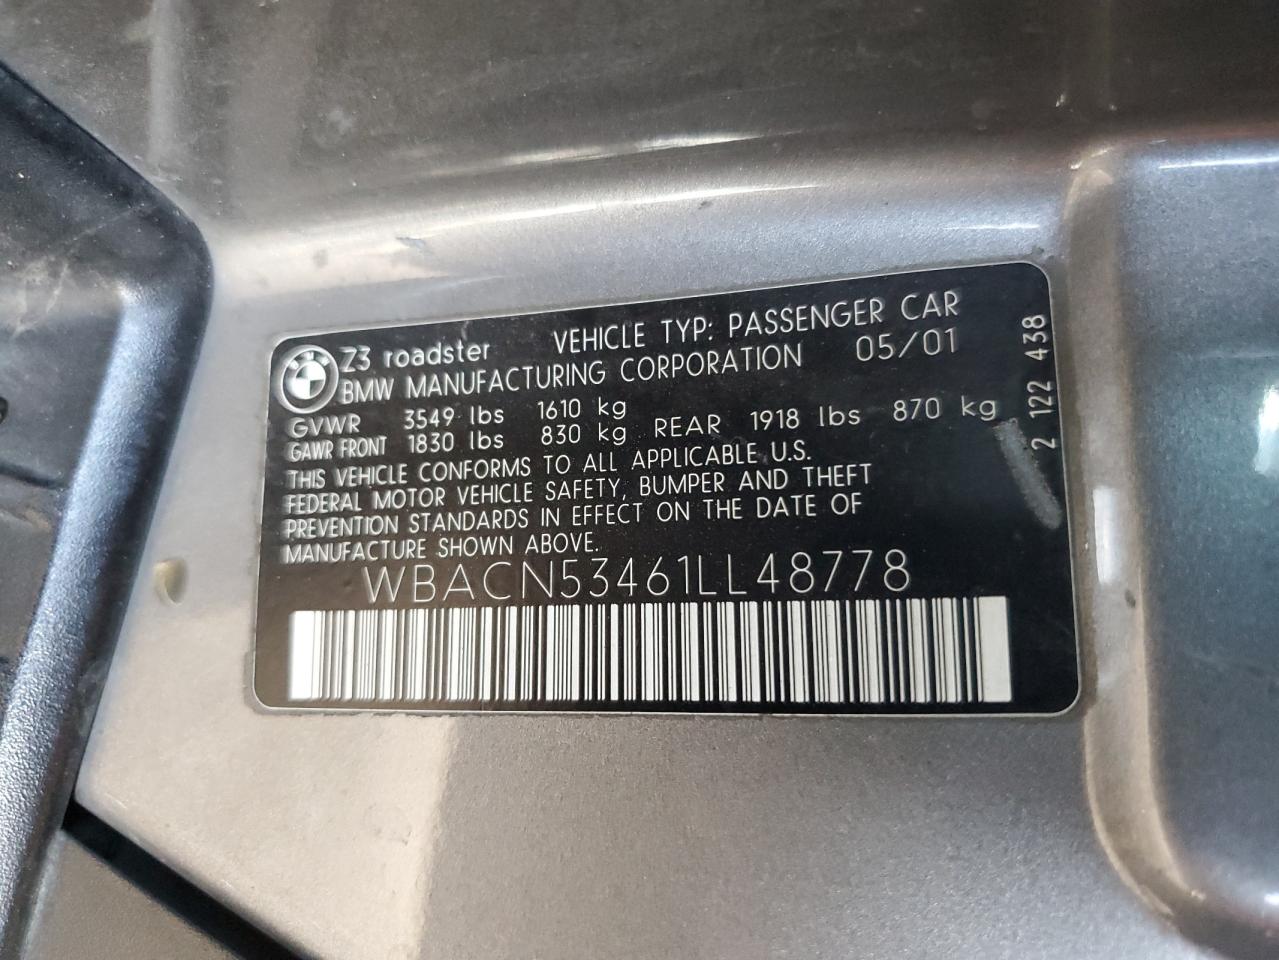 Z3 roadster VEHICLE TYP: PASSENGER CAR
BMW MANUFACTURING CORPORATION 05/01
GVWR 3549 lbs 1610 kg
GAWR FRONT 1830 lbs 830 kg REAR 1918 lbs 870 kg
THIS VEHICLE CONFORMS TO ALL APPLICABLE U.S.
FEDERAL MOTOR VEHICLE SAFETY, BUMPER AND THEFT
PREVENTION STANDARDS IN EFFECT ON THE DATE OF
MANUFACTURE SHOWN ABOVE.
WBACN53461LL48778
2 122 438